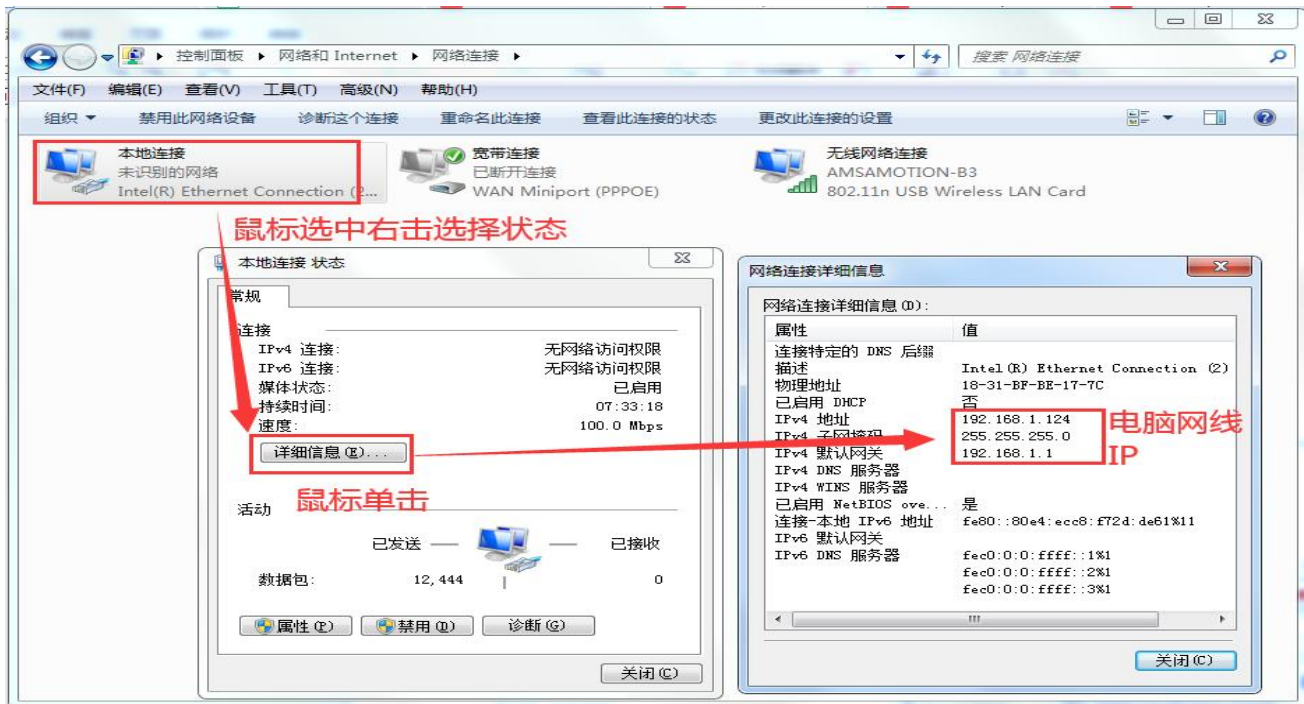 控制面板 ▸ 网络和 Internet ▸ 网络连接 ▸
搜索 网络连接
文件(F) 编辑(E) 查看(V) 工具(T) 高级(N) 帮助(H)
组织 禁用此网络设备 诊断这个连接 重命名此连接 查看此连接的状态 更改此连接的设置
本地连接
未识别的网络
Intel(R) Ethernet Connection (2...
宽带连接
已断开连接
WAN Miniport (PPPOE)
无线网络连接
AMSAMOTION-B3
802.11n USB Wireless LAN Card
鼠标选中右击选择状态
本地连接 状态
常规
连接
IPv4 连接: 无网络访问权限
IPv6 连接: 无网络访问权限
媒体状态: 已启用
持续时间: 07:33:18
速度: 100.0 Mbps
详细信息(E)...
鼠标单击
活动
已发送 — — 已接收
数据包: 12,444 0
属性(P) 禁用(D) 诊断(G)
关闭(C)
网络连接详细信息
网络连接详细信息(D):
属性 值
连接特定的 DNS 后缀
描述 Intel(R) Ethernet Connection (2)
物理地址 18-31-BF-BE-17-7C
已启用 DHCP 否
IPv4 地址 192.168.1.124
IPv4 子网掩码 255.255.255.0
IPv4 默认网关 192.168.1.1
IPv4 DNS 服务器
IPv4 WINS 服务器
已启用 NetBIOS ove... 是
连接-本地 IPv6 地址 fe80::80e4:ecc8:f72d:de61%11
IPv6 默认网关
IPv6 DNS 服务器 fec0:0:0:ffff::1%1
fec0:0:0:ffff::2%1
fec0:0:0:ffff::3%1
电脑网线
IP
关闭(C)